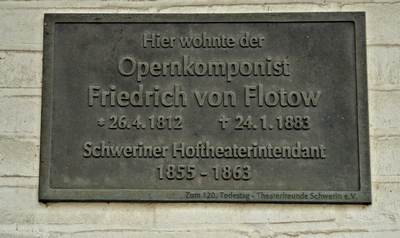 Hier wohnte der
Opernkomponist
Friedrich von Flotow
* 26.4.1812 † 24.1.1883
Schweriner Hoftheaterintendant
1855 - 1863
Zum 120. Todestag - Theaterfreunde Schwerin e.V.